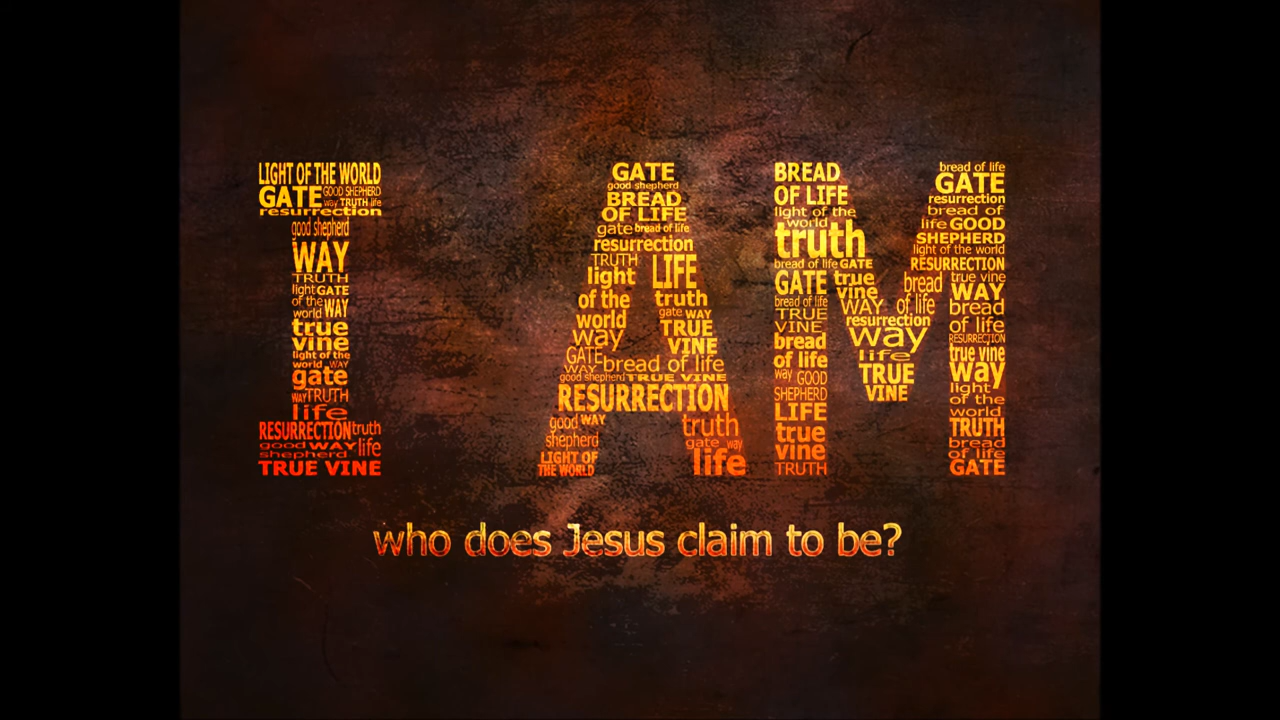 LIGHT OF THE WORLD
GATE GOOD SHEPHERD
way TRUTH life
resurrection
good shepherd
WAY
TRUTH
light GATE
of the WAY
world
true
vine
light of the
world WAY
gate
WAY TRUTH
life
RESURRECTION truth
good WAY life
shepherd
TRUE VINE
GATE
good shepherd
BREAD
OF LIFE
gate bread of life
resurrection
TRUTH LIFE
light
of the truth
world gate WAY
way TRUE
VINE
GATE bread of life
WAY
good shepherd TRUE VINE
RESURRECTION
good WAY truth
shepherd gate way
LIGHT OF life
THE WORLD
BREAD
OF LIFE
light of the
world
truth
bread of life GATE
GATE true
vine
bread of life WAY
TRUE
VINE
bread
of life
way GOOD
SHEPHERD
LIFE
true
vine
TRUTH
bread of life
resurrection
way
life
TRUE
VINE
bread of life
GATE
resurrection
bread of
life GOOD
SHEPHERD
light of the world
RESURRECTION
true vine
WAY
bread
of life
RESURRECTION
true vine
way
light
of the
world
TRUTH
bread
of life
GATE
who does Jesus claim to be?